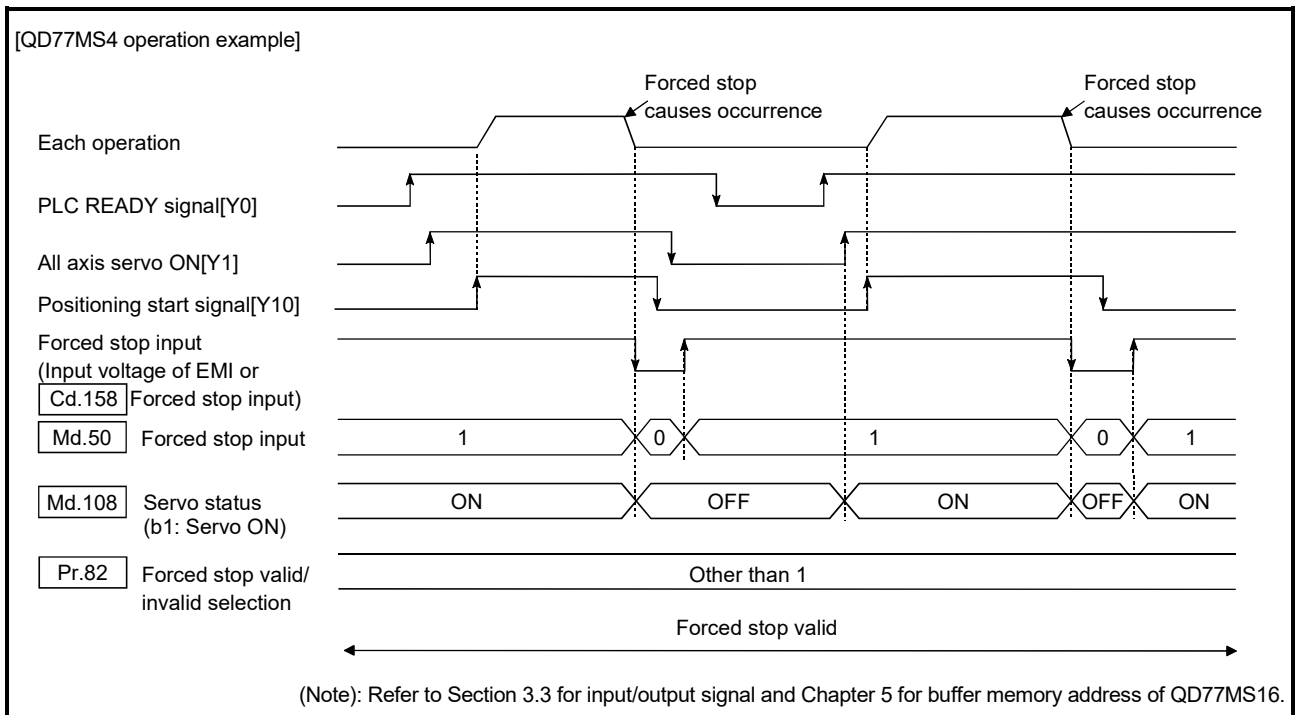 [QD77MS4 operation example]
Forced stop
causes occurrence
Forced stop
causes occurrence
Each operation
PLC READY signal[Y0]
All axis servo ON[Y1]
Positioning start signal[Y10]
Forced stop input
(Input voltage of EMI or
Cd.158 Forced stop input)
Md.50 Forced stop input 1 0 1 0 1
Md.108 Servo status ON OFF ON OFF ON
(b1: Servo ON)
Pr.82 Forced stop valid/ Other than 1
invalid selection
Forced stop valid
(Note): Refer to Section 3.3 for input/output signal and Chapter 5 for buffer memory address of QD77MS16.